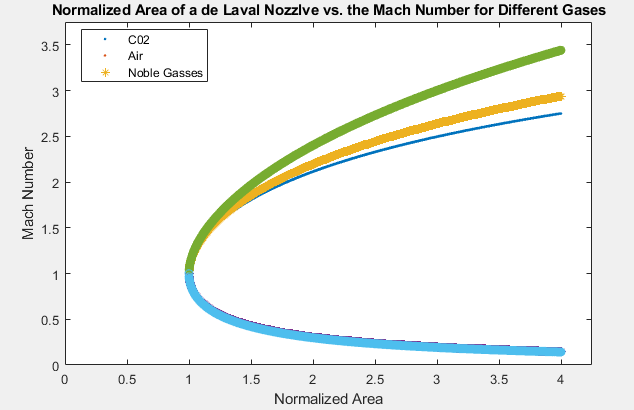 Normalized Area of a de Laval Nozzlve vs. the Mach Number for Different Gases
C02
Air
Noble Gasses
3.5
3
2.5
2
1.5
1
0.5
0
Mach Number
0 0.5 1 1.5 2 2.5 3 3.5 4
Normalized Area